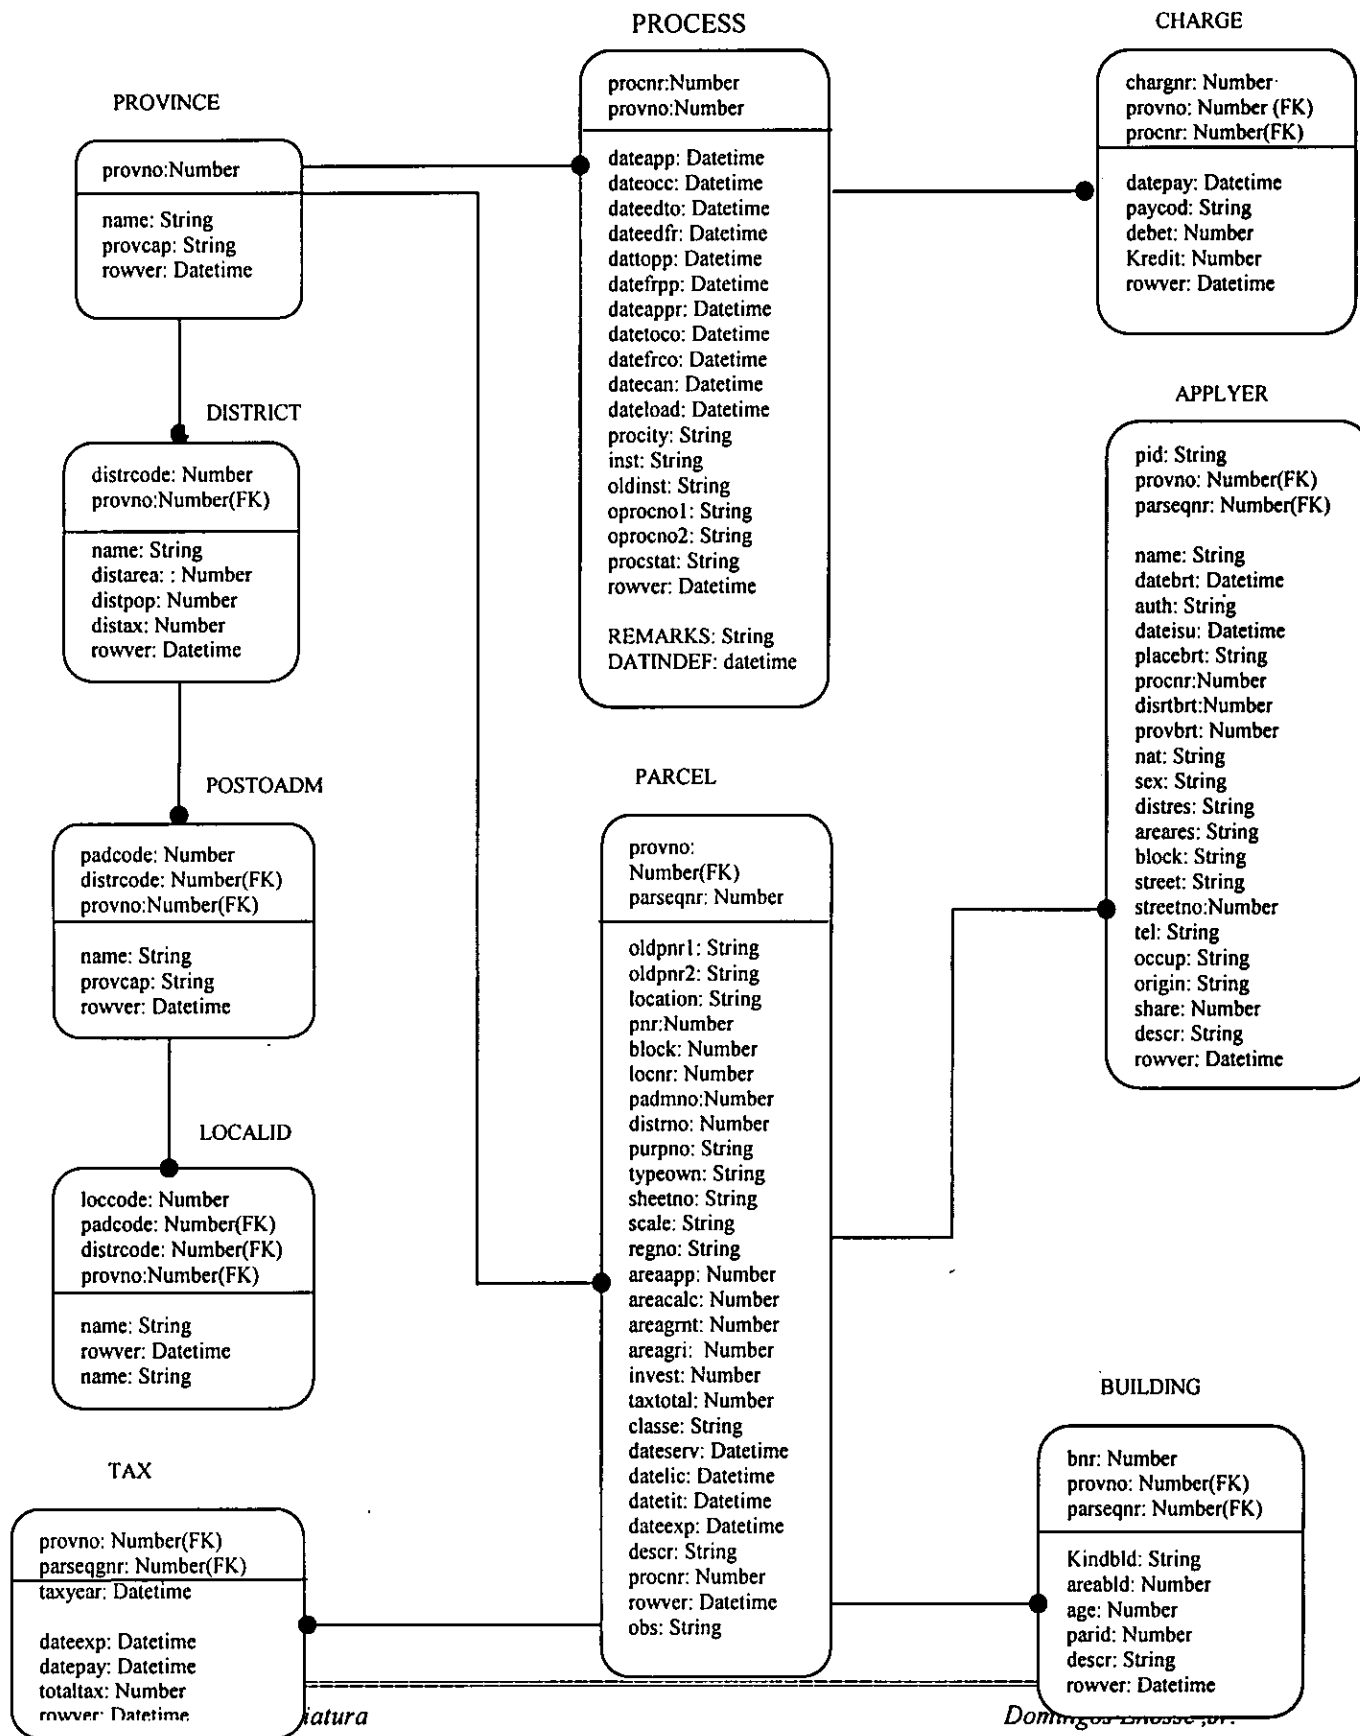 PROVINCE
provno:Number
name: String
provcap: String
rowver: Datetime
DISTRICT
distrcode: Number
provno:Number(FK)
name: String
distarea: : Number
distpop: Number
distax: Number
rowver: Datetime
POSTOADM
padcode: Number
distrcode: Number(FK)
provno:Number(FK)
name: String
provcap: String
rowver: Datetime
LOCALID
loccode: Number
padcode: Number(FK)
distrcode: Number(FK)
provno:Number(FK)
name: String
rowver: Datetime
name: String
TAX
provno: Number(FK)
parseqgnr: Number(FK)
taxyear: Datetime
dateexp: Datetime
datepay: Datetime
totaltax: Number
rowver: Datetime
PROCESS
procnr:Number
provno:Number
dateapp: Datetime
dateocc: Datetime
dateedto: Datetime
dateedfr: Datetime
dattopp: Datetime
datefrpp: Datetime
dateappr: Datetime
datetoco: Datetime
datefrco: Datetime
datecan: Datetime
dateload: Datetime
procity: String
inst: String
oldinst: String
oprocno1: String
oprocno2: String
procstat: String
rowver: Datetime
REMARKS: String
DATINDEF: datetime
PARCEL
provno:
Number(FK)
parseqnr: Number
oldpnr1: String
oldpnr2: String
location: String
pnr:Number
block: Number
locnr: Number
padmno:Number
distrno: Number
purpno: String
typeown: String
sheetno: String
scale: String
regno: String
areaapp: Number
areacalc: Number
areagrnt: Number
areagri: Number
invest: Number
taxtotal: Number
classe: String
dateserv: Datetime
datelic: Datetime
datetit: Datetime
dateexp: Datetime
descr: String
procnr: Number
rowver: Datetime
obs: String
CHARGE
chargnr: Number
provno: Number (FK)
procnr: Number(FK)
datepay: Datetime
paycod: String
debet: Number
Kredit: Number
rowver: Datetime
APPLYER
pid: String
provno: Number(FK)
parseqnr: Number(FK)
name: String
datebrt: Datetime
auth: String
dateisu: Datetime
placebrt: String
procnr:Number
disrtbrt:Number
provbrt: Number
nat: String
sex: String
distres: String
areares: String
block: String
street: String
streetno:Number
tel: String
occup: String
origin: String
share: Number
descr: String
rowver: Datetime
BUILDING
bnr: Number
provno: Number(FK)
parseqnr: Number(FK)
Kindbld: String
areabld: Number
age: Number
parid: Number
descr: String
rowver: Datetime
iatura
Domingos